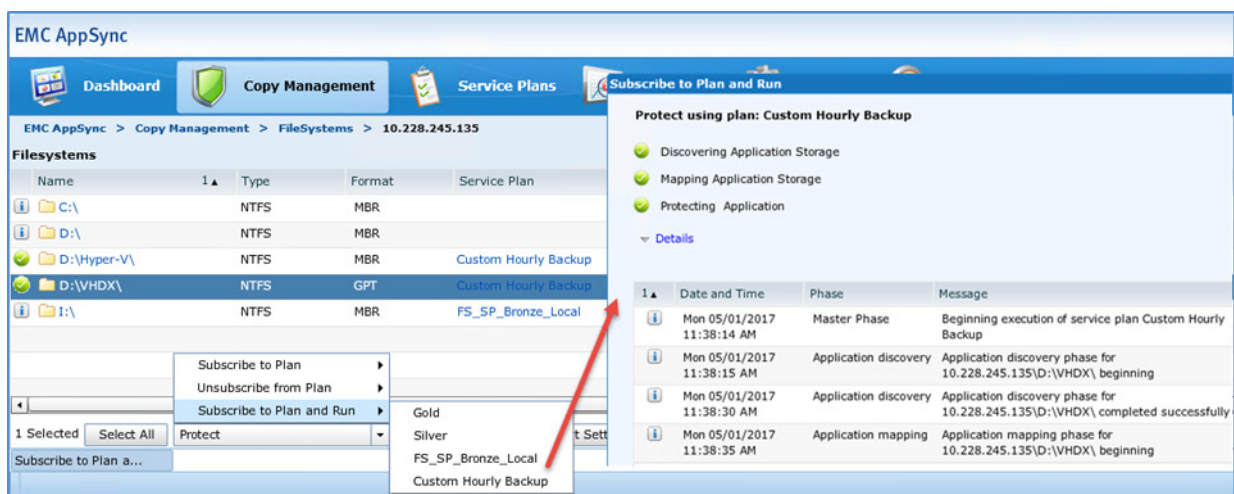 EMC AppSync
Dashboard
Copy Management
Service Plans
EMC AppSync > Copy Management > FileSystems > 10.228.245.135
Filesystems
Name 1 Type Format Service Plan
C:\ NTFS MBR
D:\ NTFS MBR
D:\Hyper-V\ NTFS MBR Custom Hourly Backup
D:\VHDX\ NTFS GPT Custom Hourly Backup
I:\ NTFS MBR FS_SP_Bronze_Local
Subscribe to Plan
Unsubscribe from Plan
Subscribe to Plan and Run
1 Selected Select All Protect t Sett
Subscribe to Plan a...
Gold
Silver
FS_SP_Bronze_Local
Custom Hourly Backup
Subscribe to Plan and Run
Protect using plan: Custom Hourly Backup
Discovering Application Storage
Mapping Application Storage
Protecting Application
Details
1 Date and Time Phase Message
Mon 05/01/2017 Master Phase Beginning execution of service plan Custom Hourly
11:38:14 AM Backup
Mon 05/01/2017 Application discovery Application discovery phase for
11:38:15 AM 10.228.245.135\D:\VHDX\ beginning
Mon 05/01/2017 Application discovery Application discovery phase for
11:38:30 AM 10.228.245.135\D:\VHDX\ completed successfully
Mon 05/01/2017 Application mapping Application mapping phase for
11:38:35 AM 10.228.245.135\D:\VHDX\ beginning